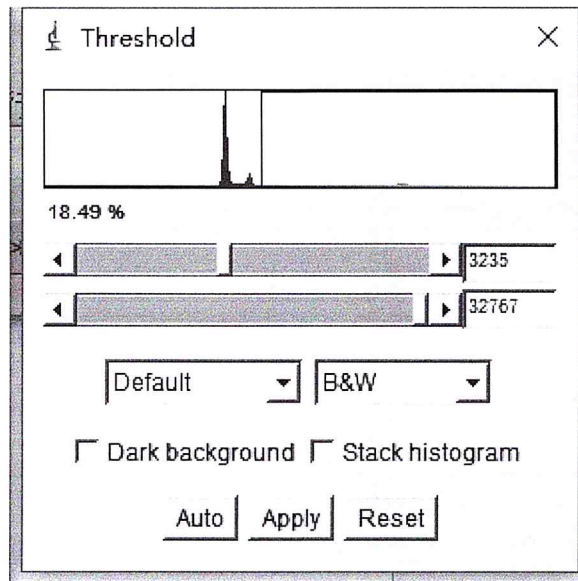 Threshold
18.49 %
3235
32767
Default B&W
Dark background Stack histogram
Auto Apply Reset